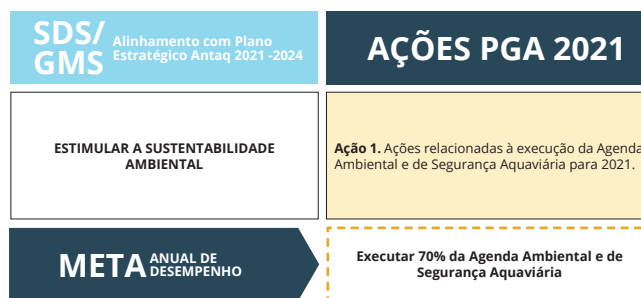 SDS/
GMS
Alinhamento com Plano
Estratégico Antaq 2021 -2024
AÇÕES PGA 2021
ESTIMULAR A SUSTENTABILIDADE
AMBIENTAL
Ação 1. Ações relacionadas à execução da Agenda
Ambiental e de Segurança Aquaviária para 2021.
META
ANUAL DE
DESEMPENHO
Executar 70% da Agenda Ambiental e de
Segurança Aquaviária